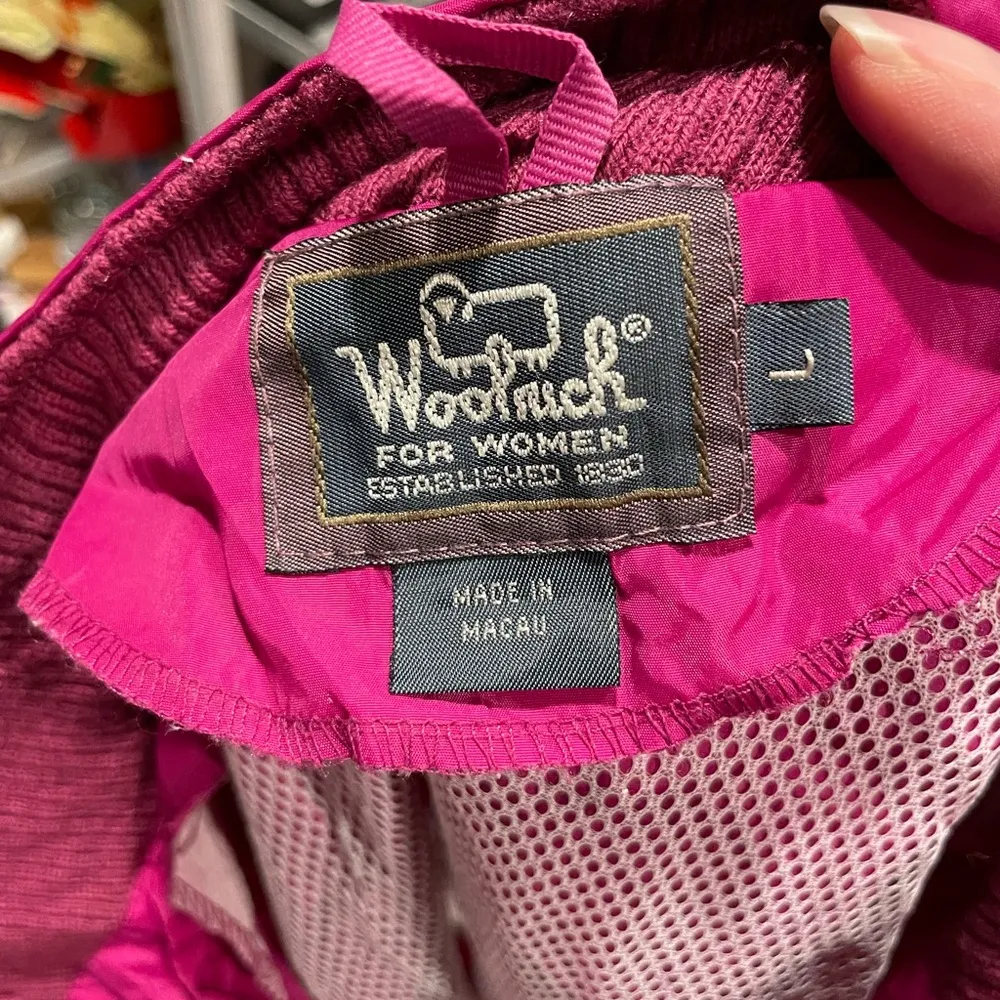 Woolrich®
L
FOR WOMEN
ESTABLISHED 1830
MADE IN
MACAU